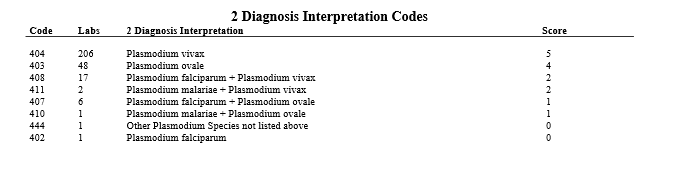 2 Diagnosis Interpretation Codes
Code Labs 2 Diagnosis Interpretation Score
404 206 Plasmodium vivax 5
403 48 Plasmodium ovale 4
408 17 Plasmodium falciparum + Plasmodium vivax 2
411 2 Plasmodium malariae + Plasmodium vivax 2
407 6 Plasmodium falciparum + Plasmodium ovale 1
410 1 Plasmodium malariae + Plasmodium ovale 1
444 1 Other Plasmodium Species not listed above 0
402 1 Plasmodium falciparum 0